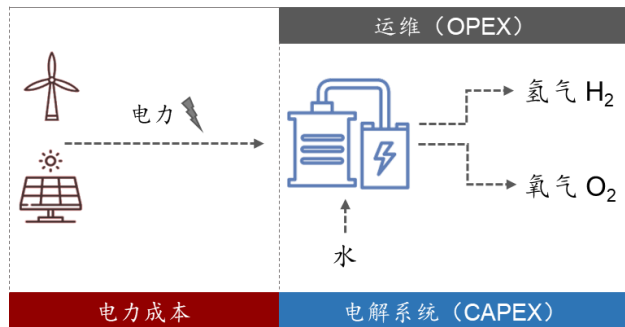 运维（OPEX）
电力
氢气 H₂
氧气 O₂
水
电力成本
电解系统（CAPEX）